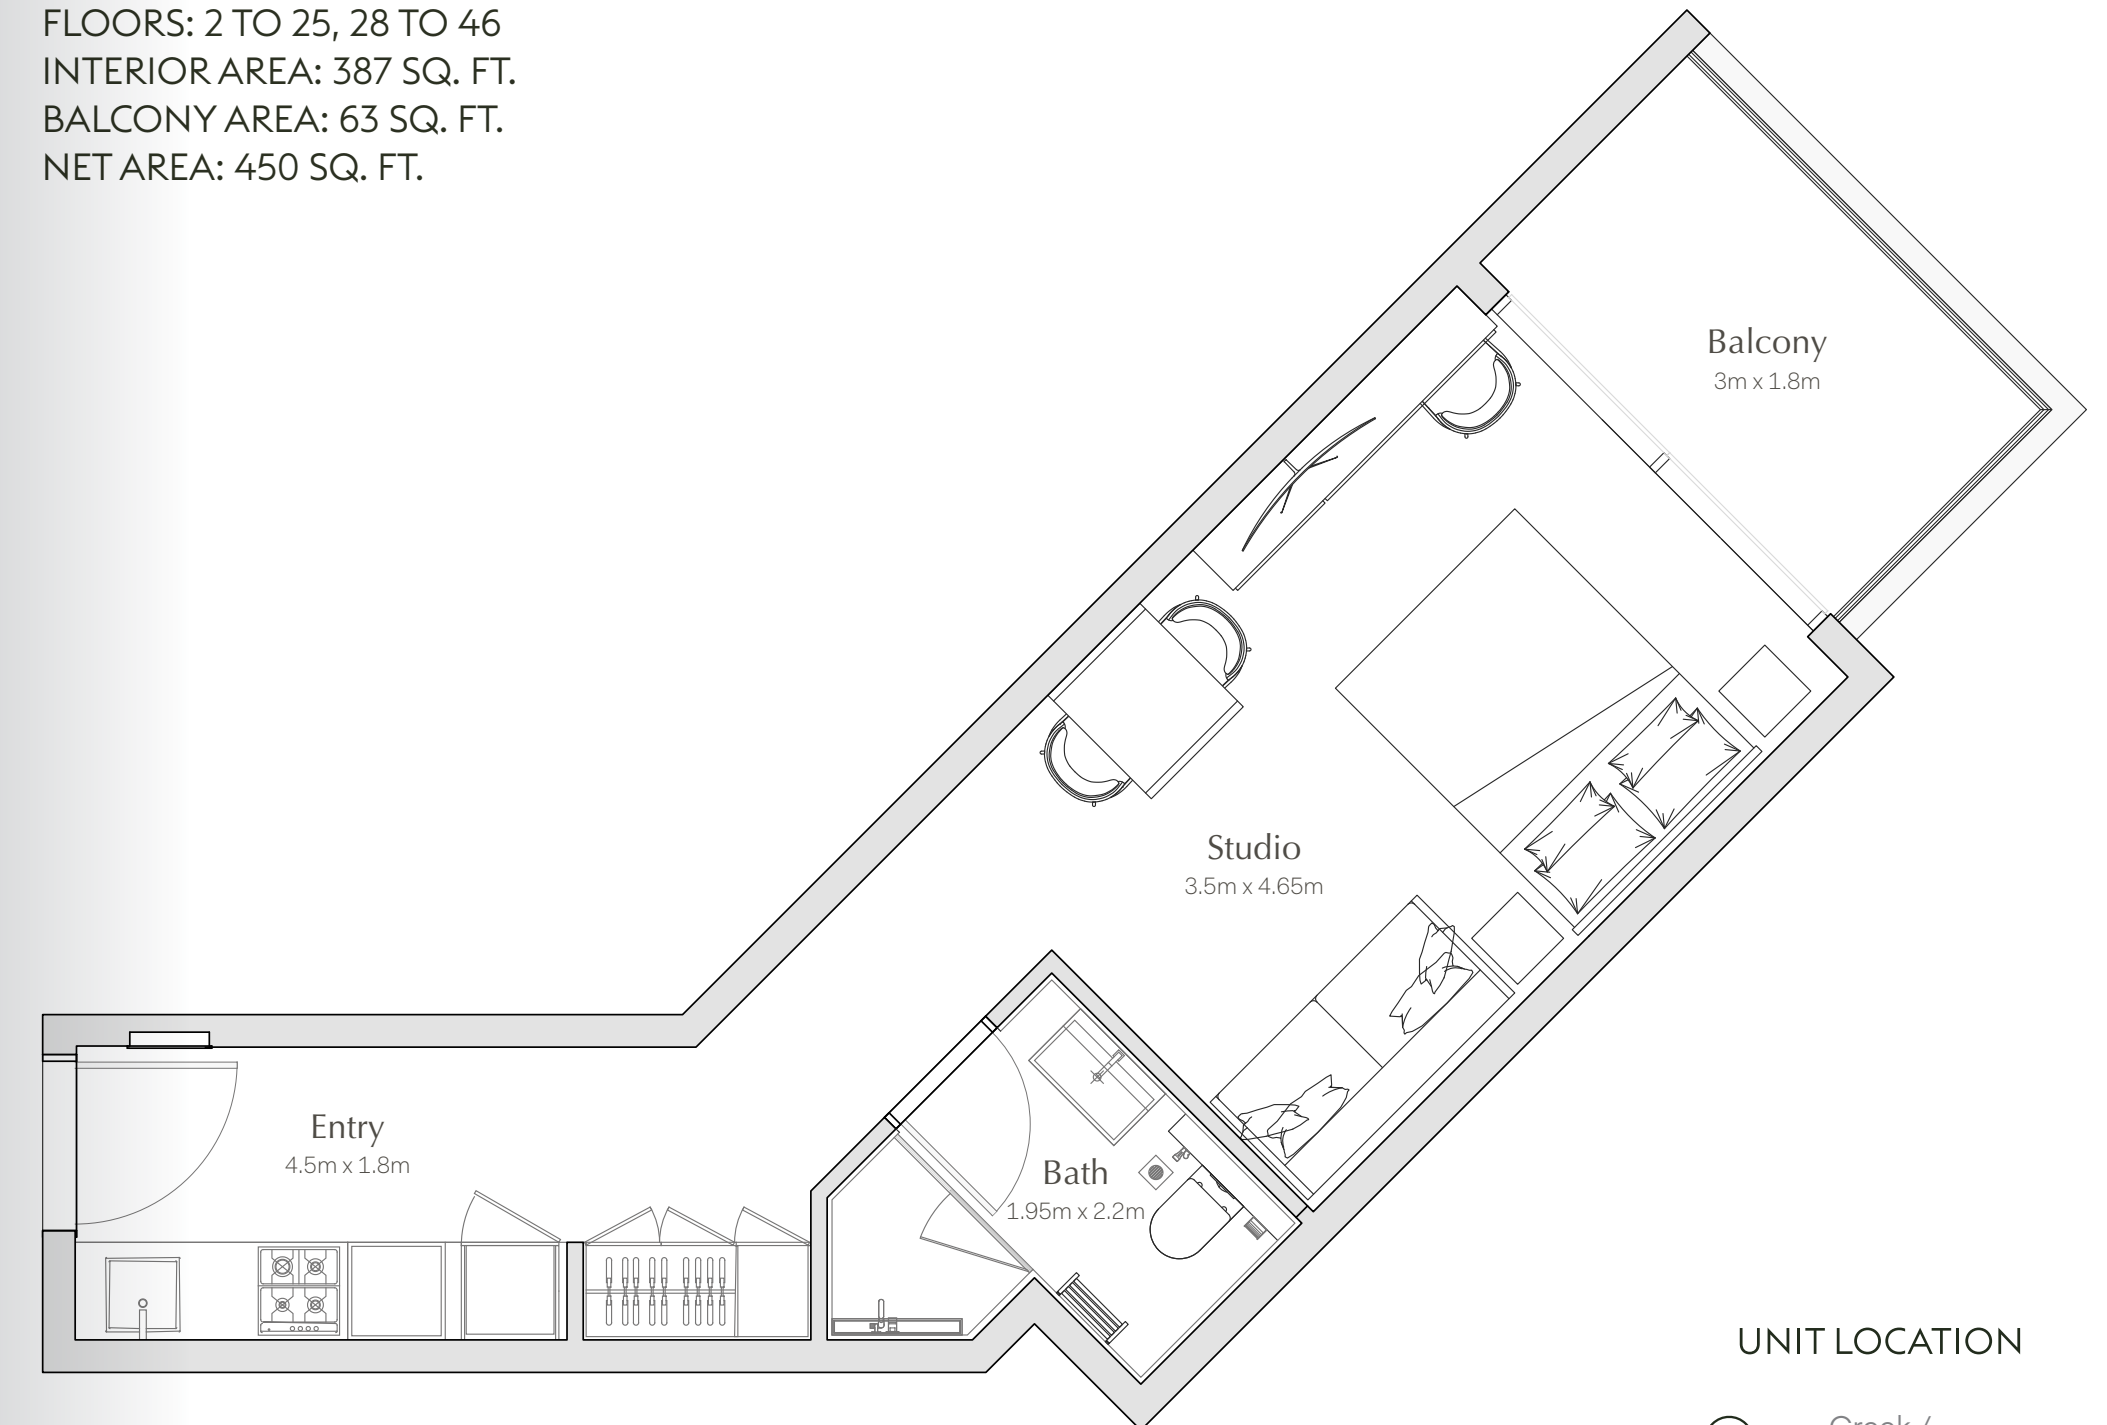 FLOORS: 2 TO 25, 28 TO 46
INTERIOR AREA: 387 SQ. FT.
BALCONY AREA: 63 SQ. FT.
NET AREA: 450 SQ. FT.
Balcony
3m x 1.8m
Studio
3.5m x 4.65m
Entry
4.5m x 1.8m
Bath
1.95m x 2.2m
UNIT LOCATION
Creek /